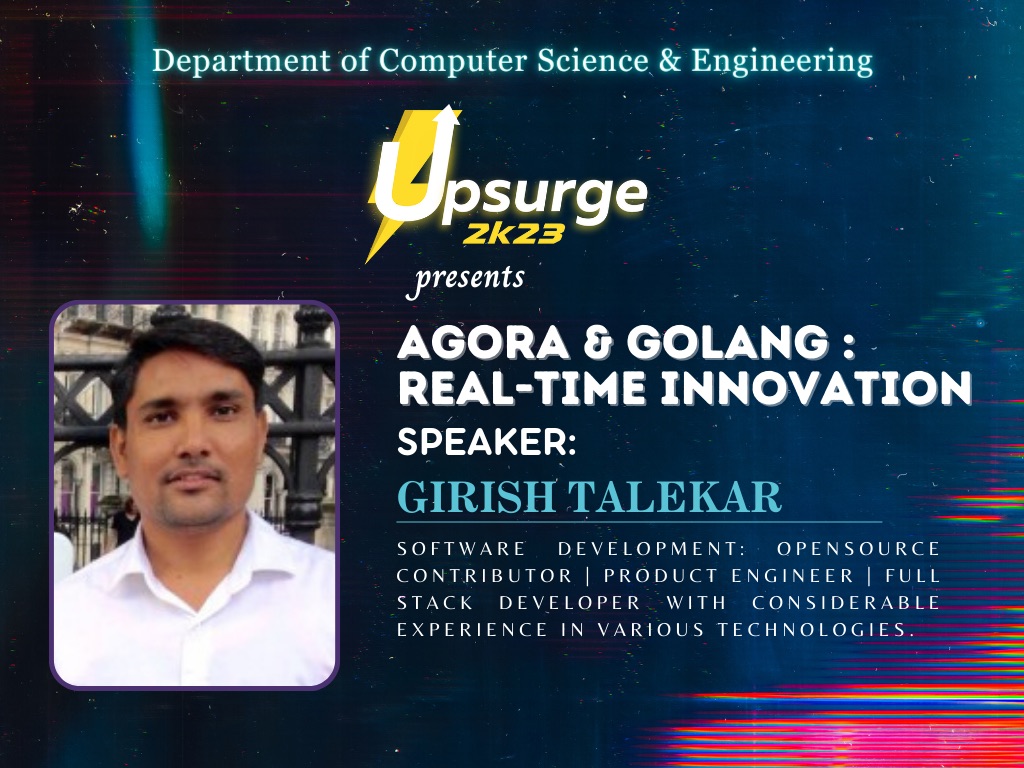 Department of Computer Science & Engineering
Upsurge
2k23
presents
AGORA & GOLANG :
REAL-TIME INNOVATION
SPEAKER:
GIRISH TALEKAR
SOFTWARE DEVELOPMENT: OPENSOURCE
CONTRIBUTOR | PRODUCT ENGINEER | FULL
STACK DEVELOPER WITH CONSIDERABLE
EXPERIENCE IN VARIOUS TECHNOLOGIES.